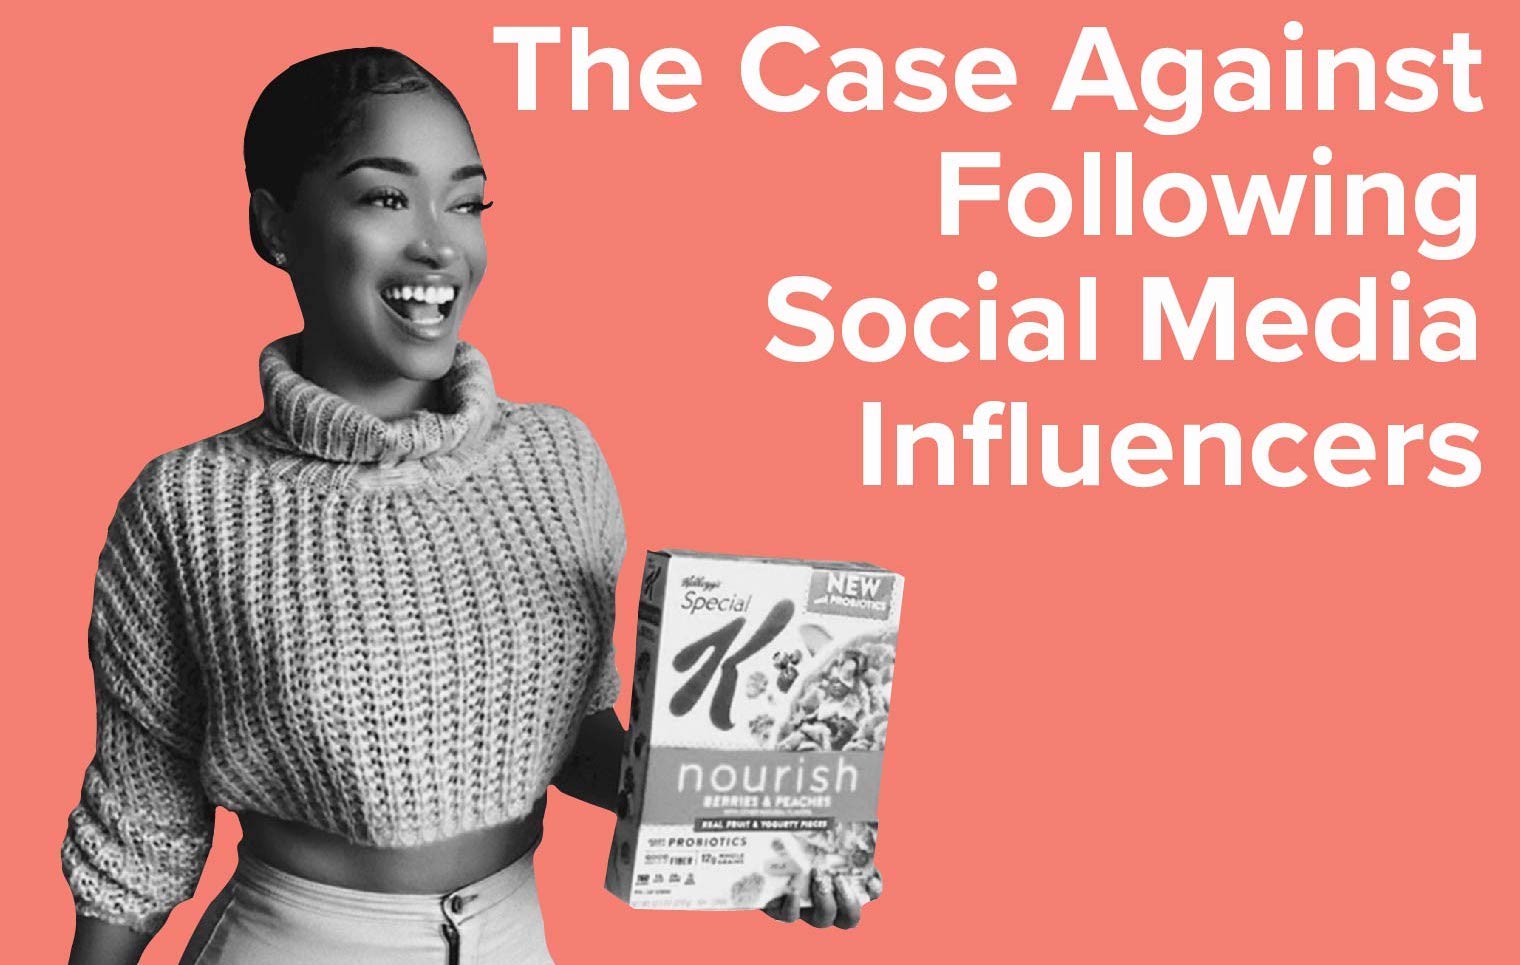 The Case Against
Following
Social Media
Influencers
Kellogg's
Special
K
NEW
PROBIOTICS
nourish
BERRIES & PEACHES
REAL FRUIT & YOGURTY PIECES
PROBIOTICS
FIBER
12g WHOLE
GRAINS